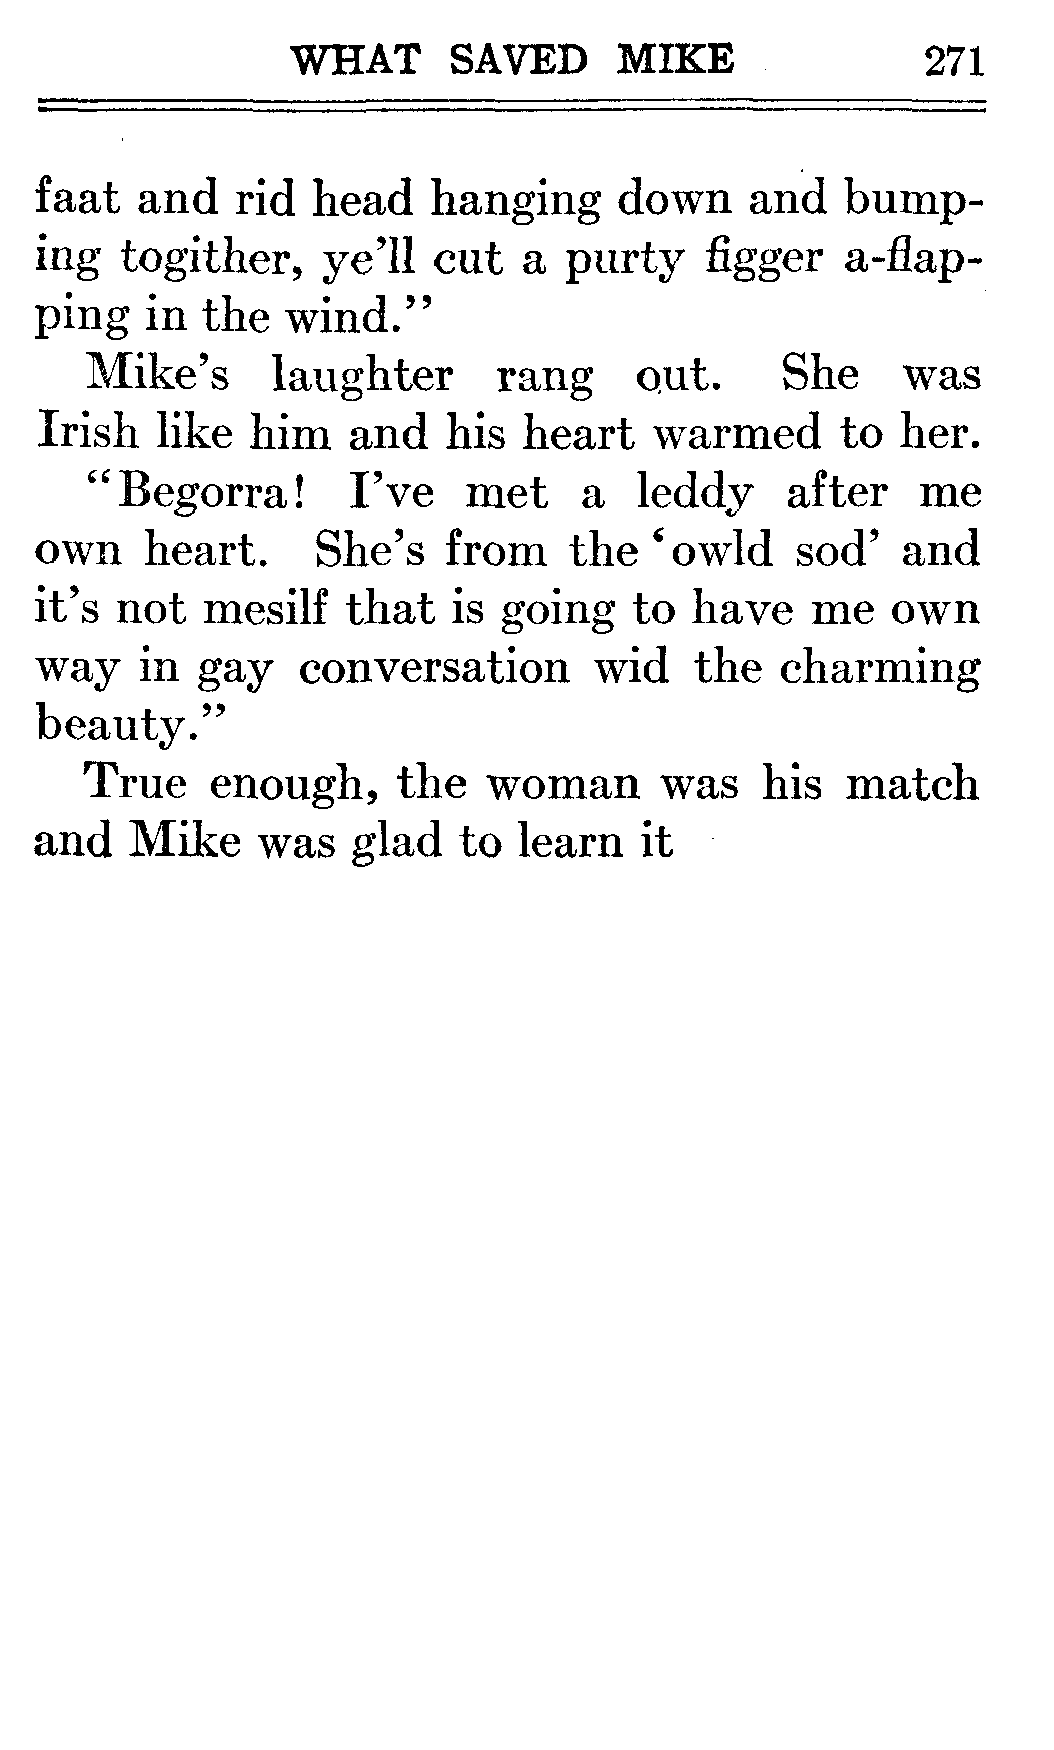 WHAT SAVED MIKE 271
faat and rid head hanging down and bump-
ing togither, ye'll cut a purty figger a-flap-
ping in the wind."
Mike's laughter rang out. She was
Irish like him and his heart warmed to her.
"Begorra! I've met a leddy after me
own heart. She's from the 'owld sod' and
it's not mesilf that is going to have me own
way in gay conversation wid the charming
beauty."
True enough, the woman was his match
and Mike was glad to learn it